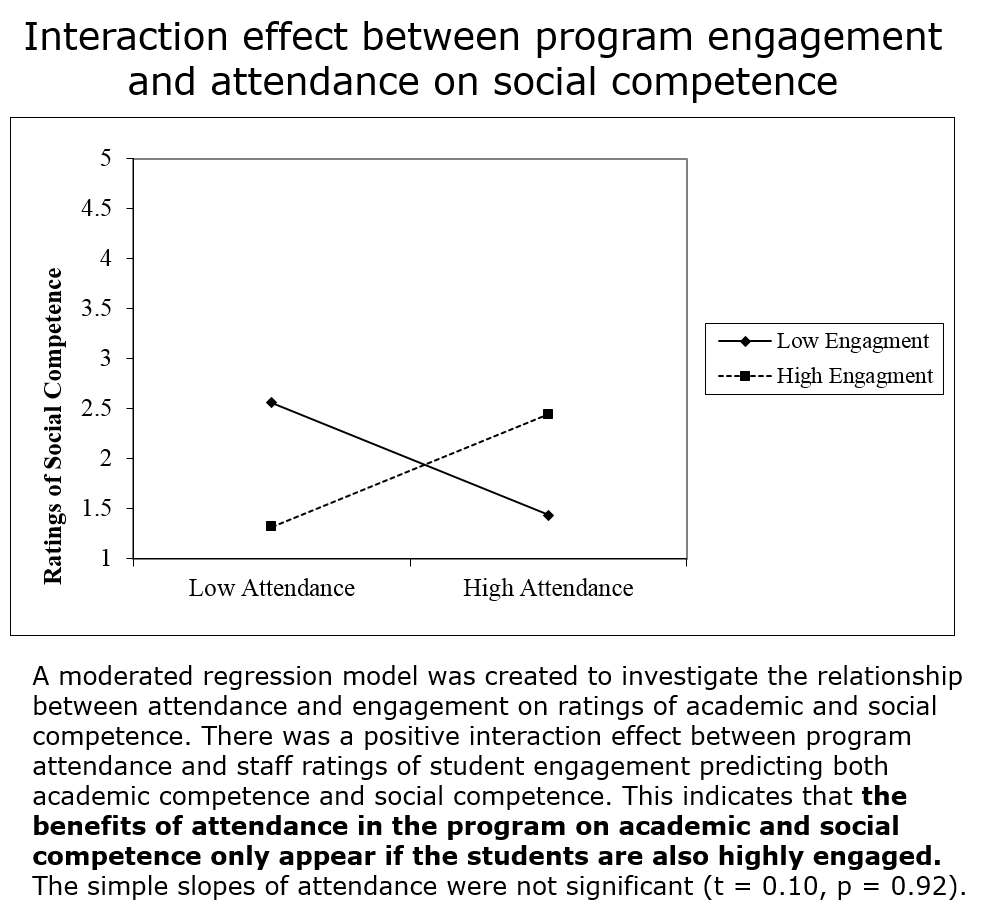 Interaction effect between program engagement
and attendance on social competence
5
4.5
4
3.5
3
2.5
2
1.5
1
Ratings of Social Competence
Low Attendance
High Attendance
Low Engagment
High Engagment
A moderated regression model was created to investigate the relationship
between attendance and engagement on ratings of academic and social
competence. There was a positive interaction effect between program
attendance and staff ratings of student engagement predicting both
academic competence and social competence. This indicates that the
benefits of attendance in the program on academic and social
competence only appear if the students are also highly engaged.
The simple slopes of attendance were not significant (t = 0.10, p = 0.92).